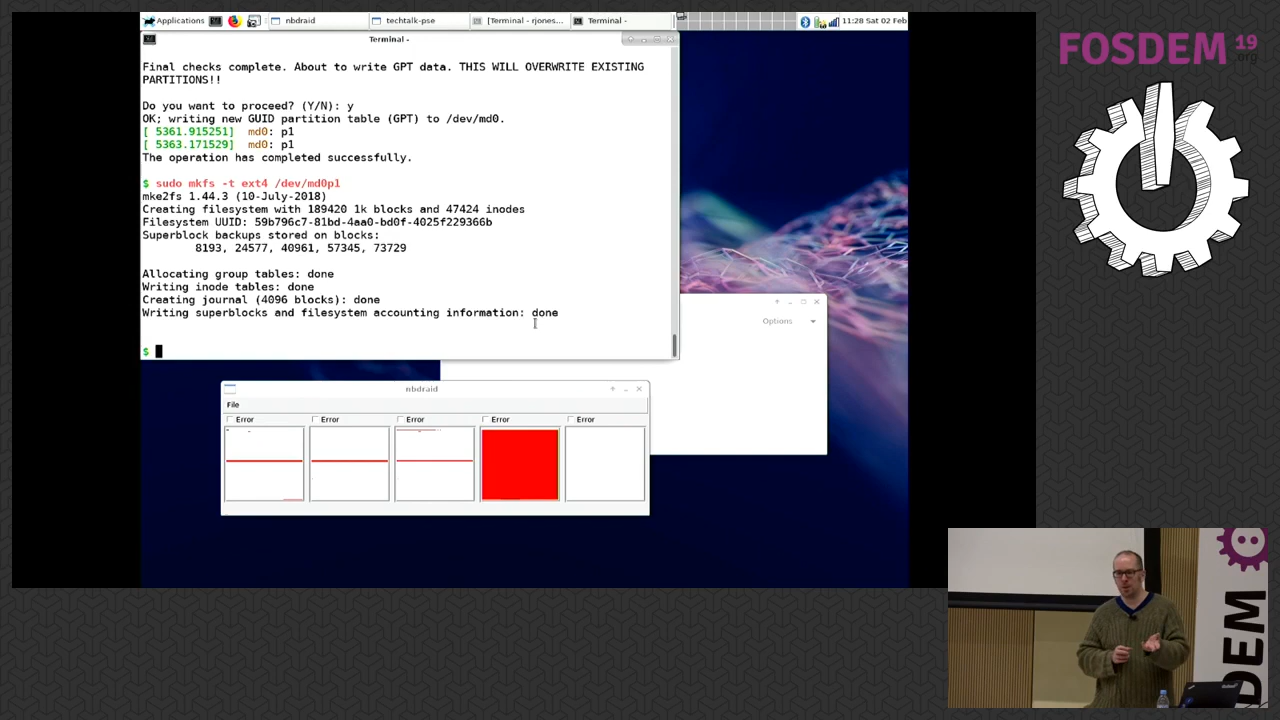 Applications
nbdraid
techtalk-pse
[Terminal - rjones...
Terminal -
11:28 Sat 02 Feb
FOSDEM 19
.org
Terminal -
Final checks complete. About to write GPT data. THIS WILL OVERWRITE EXISTING
PARTITIONS!!
Do you want to proceed? (Y/N): y
OK; writing new GUID partition table (GPT) to /dev/md0.
[ 5361.915251]  md0: p1
[ 5363.171529]  md0: p1
The operation has completed successfully.
$ sudo mkfs -t ext4 /dev/md0p1
mke2fs 1.44.3 (10-July-2018)
Creating filesystem with 189420 1k blocks and 47424 inodes
Filesystem UUID: 59b796c7-81bd-4aa0-bd0f-4025f229366b
Superblock backups stored on blocks:
8193, 24577, 40961, 57345, 73729
Allocating group tables: done
Writing inode tables: done
Creating journal (4096 blocks): done
Writing superblocks and filesystem accounting information: done
$
Options
nbdraid
File
Error
Error
Error
Error
Error
DEM